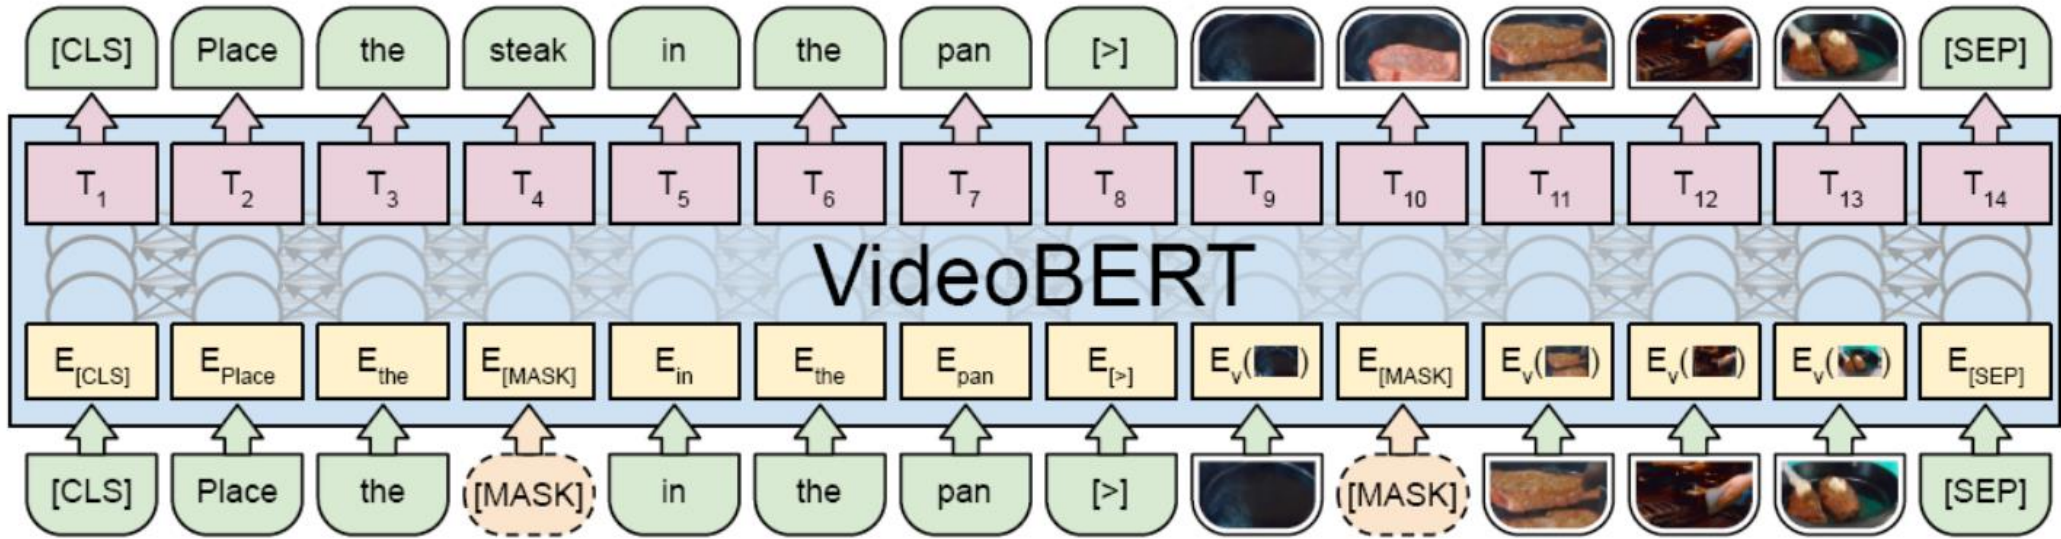 [CLS] Place the steak in the pan [>] [SEP]
T1 T2 T3 T4 T5 T6 T7 T8 T9 T10 T11 T12 T13 T14
VideoBERT
E[CLS] EPlace Ethe E[MASK] Ein Ethe Epan E[>] Ev( ) E[MASK] Ev( ) Ev( ) Ev( ) E[SEP]
[CLS] Place the [MASK] in the pan [>] [MASK] [SEP]